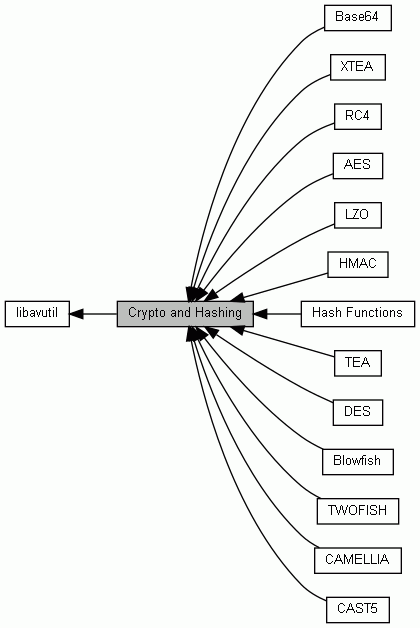 Base64
XTEA
RC4
AES
LZO
HMAC
libavutil
Crypto and Hashing
Hash Functions
TEA
DES
Blowfish
TWOFISH
CAMELLIA
CAST5